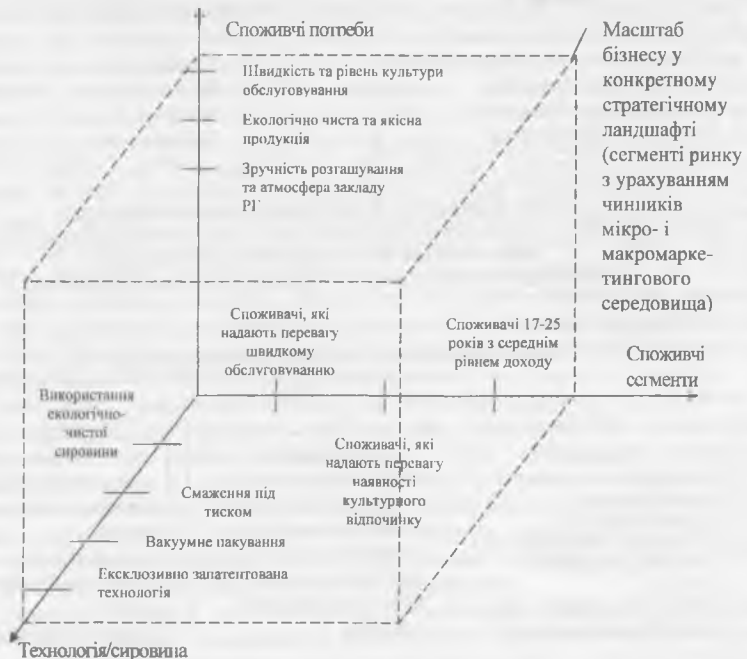 Споживчі потреби
Швидкість та рівень культури
обслуговування
Екологічно чиста та якісна
продукція
Зручність розташування
та атмосфера закладу
РГ
Масштаб
бізнесу у
конкретному
стратегічному
ландшафті
(сегменті ринку
з урахуванням
чинників
мікро- і
макромарке-
тингового
середовища)
Споживачі, які
надають перевагу
швидкому
обслуговуванню
Споживачі 17-25
років з середнім
рівнем доходу
Споживчі
сегменти
Використання
екологічно-
чистої
сировини
Споживачі, які
надають перевагу
наявності
культурного
відпочинку
Смаження під
тиском
Вакуумне пакування
Ексклюзивно запатентована
технологія
Технологія/сировина